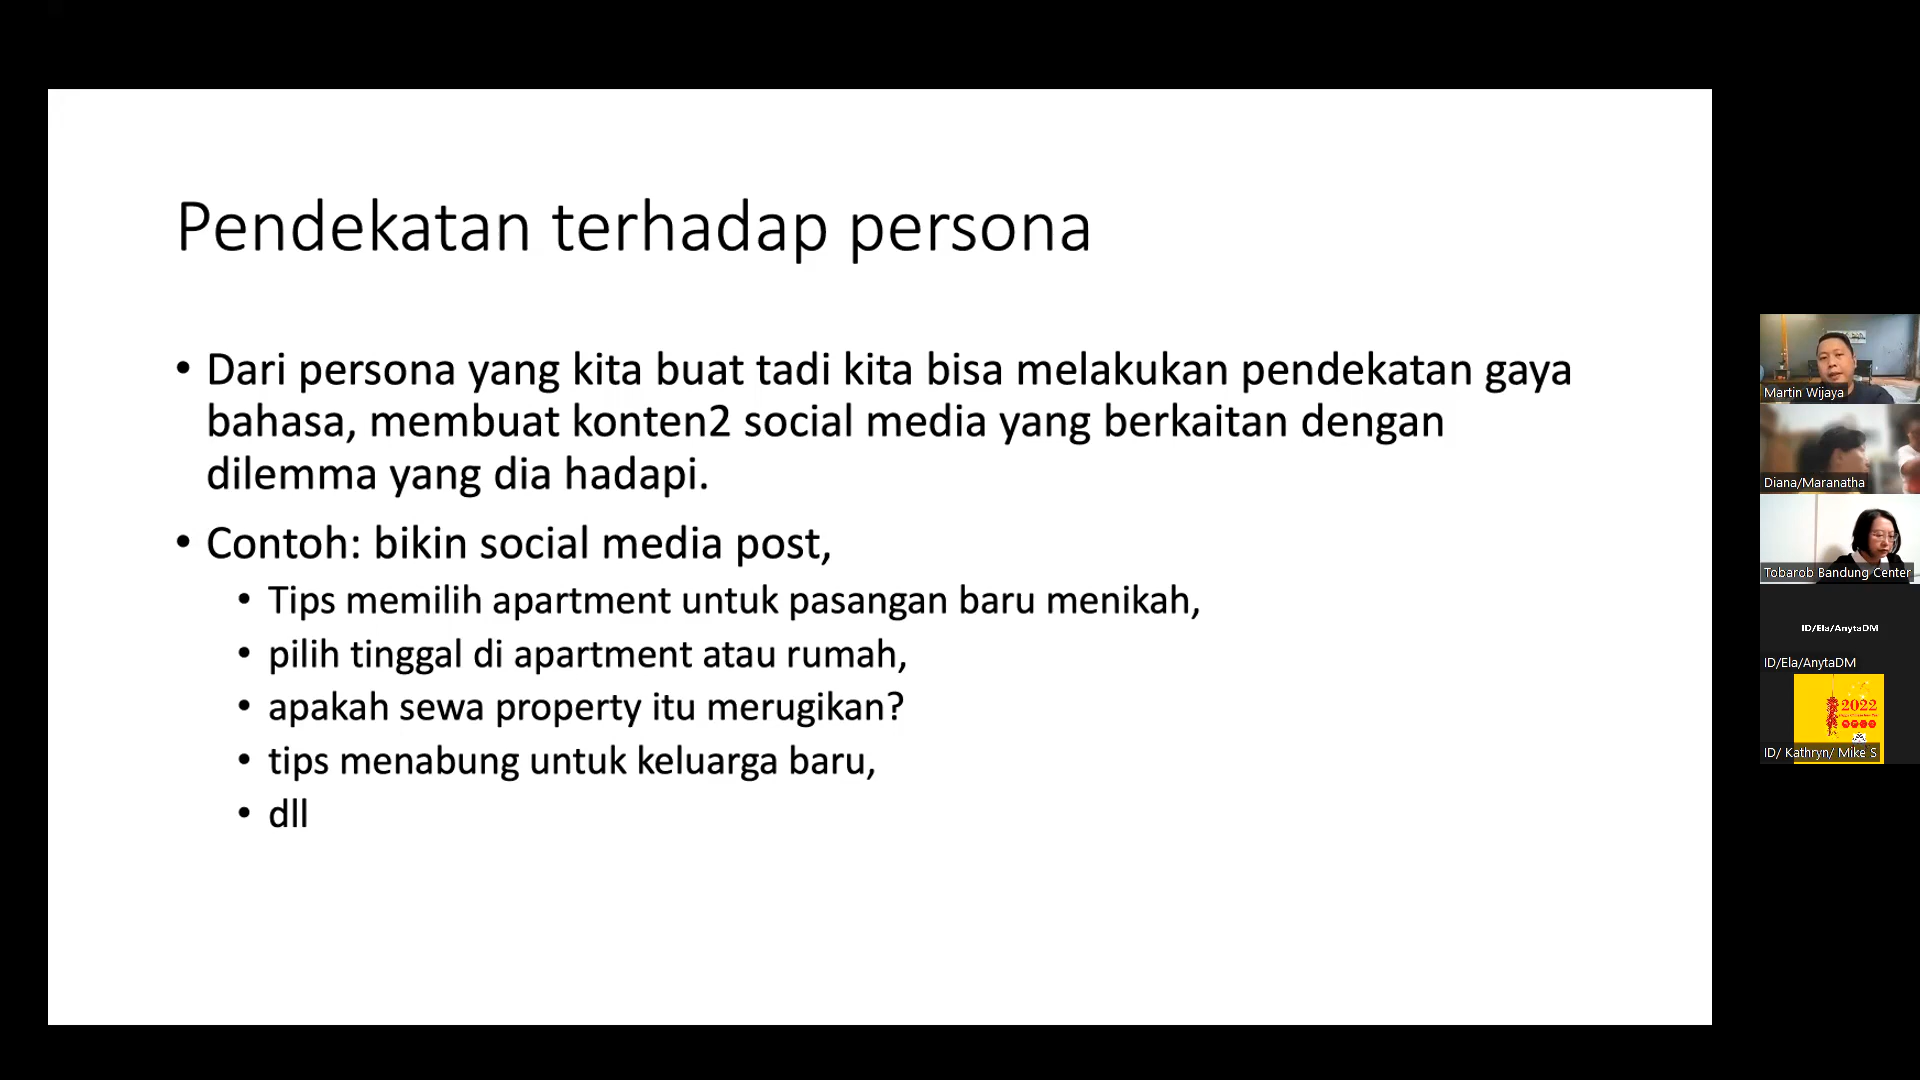 Pendekatan terhadap persona
• Dari persona yang kita buat tadi kita bisa melakukan pendekatan gaya
bahasa, membuat konten2 social media yang berkaitan dengan
dilemma yang dia hadapi.
• Contoh: bikin social media post,
• Tips memilih apartment untuk pasangan baru menikah,
• pilih tinggal di apartment atau rumah,
• apakah sewa property itu merugikan?
• tips menabung untuk keluarga baru,
• dll
Martin Wijaya
Diana/Maranatha
Tobarob Bandung Center
ID/Ela/AnytaDM
ID/Ela/AnytaDM
2022
ID/ Kathryn/ Mike S